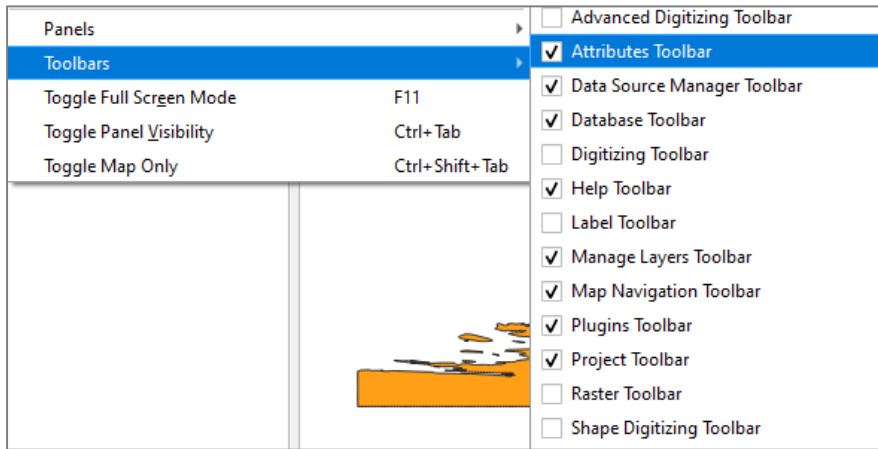 Panels
Toolbars
Toggle Full Screen Mode F11
Toggle Panel Visibility Ctrl+Tab
Toggle Map Only Ctrl+Shift+Tab
Advanced Digitizing Toolbar
Attributes Toolbar
Data Source Manager Toolbar
Database Toolbar
Digitizing Toolbar
Help Toolbar
Label Toolbar
Manage Layers Toolbar
Map Navigation Toolbar
Plugins Toolbar
Project Toolbar
Raster Toolbar
Shape Digitizing Toolbar